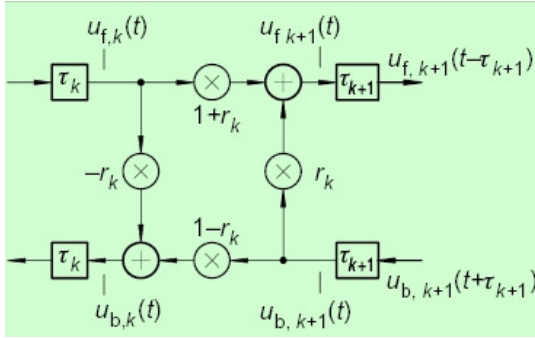 u_f,k(t) u_f k+1(t)
u_f, k+1(t−τ_k+1)
τ_k × + τ_k+1
1+r_k
−r_k × × r_k
1−r_k
τ_k + × τ_k+1
u_b, k+1(t+τ_k+1)
u_b,k(t) u_b, k+1(t)